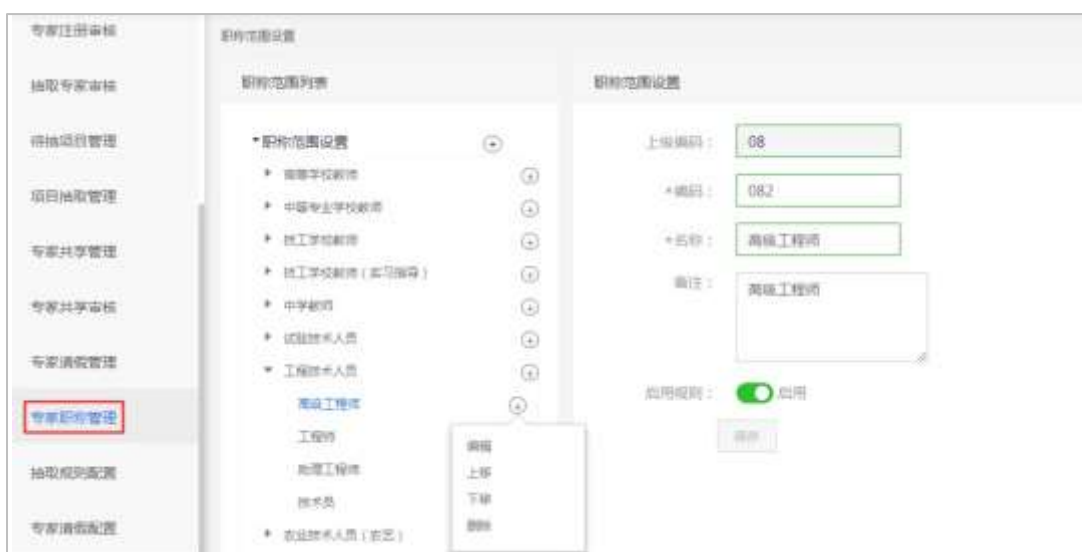 专家注册审核
抽取专家审核
待抽项目管理
项目抽取管理
专家共享管理
专家共享审核
专家请假管理
专家职称管理
抽取规则配置
专家请假配置
职称范围设置
职称范围列表
职称范围设置
高等学校教师
中等专业学校教师
技工学校教师
技工学校教师（实习指导）
中学教师
试验技术人员
工程技术人员
高级工程师
工程师
助理工程师
技术员
农业技术人员（农艺）
编辑
上移
下移
删除
职称范围设置
上级编码： 08
*编码： 082
*名称： 高级工程师
备注： 高级工程师
启用规则： 启用
保存